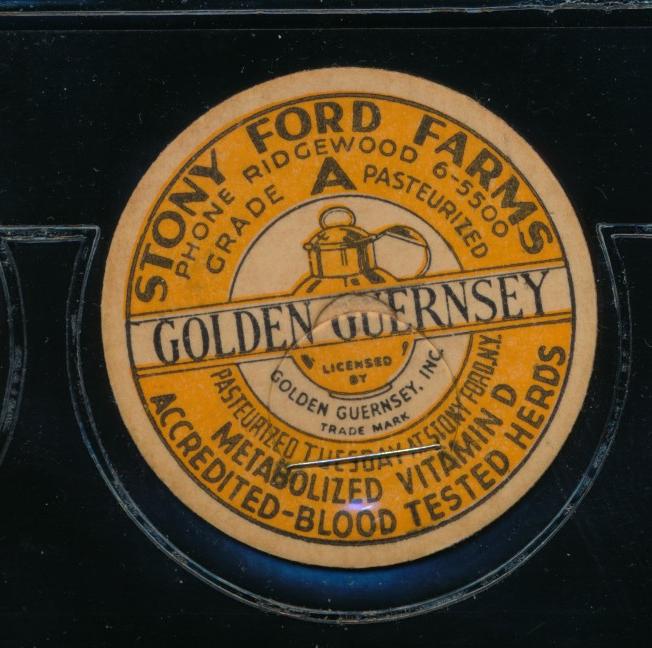 STONY FORD FARMS
PHONE RIDGEWOOD 6-5500
GRADE A PASTEURIZED
GOLDEN GUERNSEY
LICENSED
BY
GOLDEN GUERNSEY, INC.
TRADE MARK
PASTEURIZED TUESDAY AT STONY FORD, N.Y.
METABOLIZED VITAMIN D
ACCREDITED-BLOOD TESTED HERDS